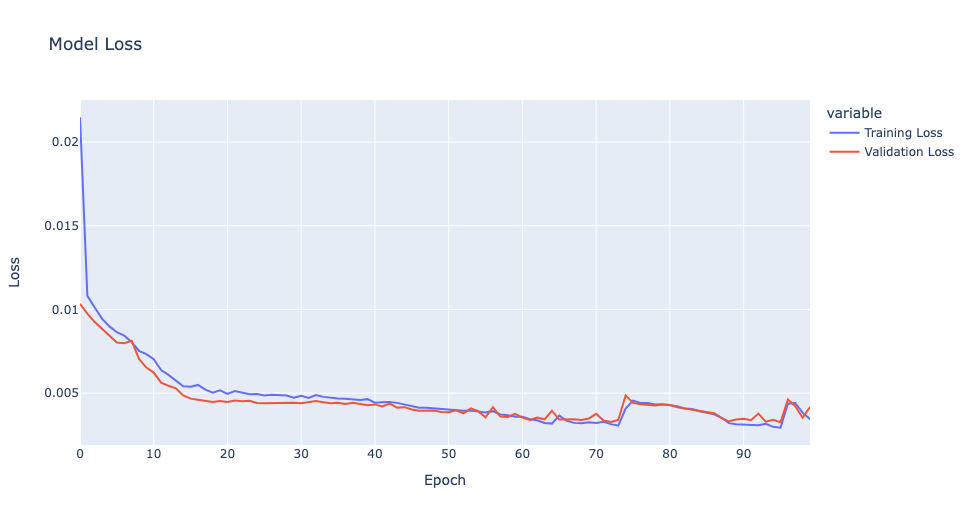 Model Loss
variable
Training Loss
Validation Loss
Loss
0.02
0.015
0.01
0.005
0 10 20 30 40 50 60 70 80 90
Epoch